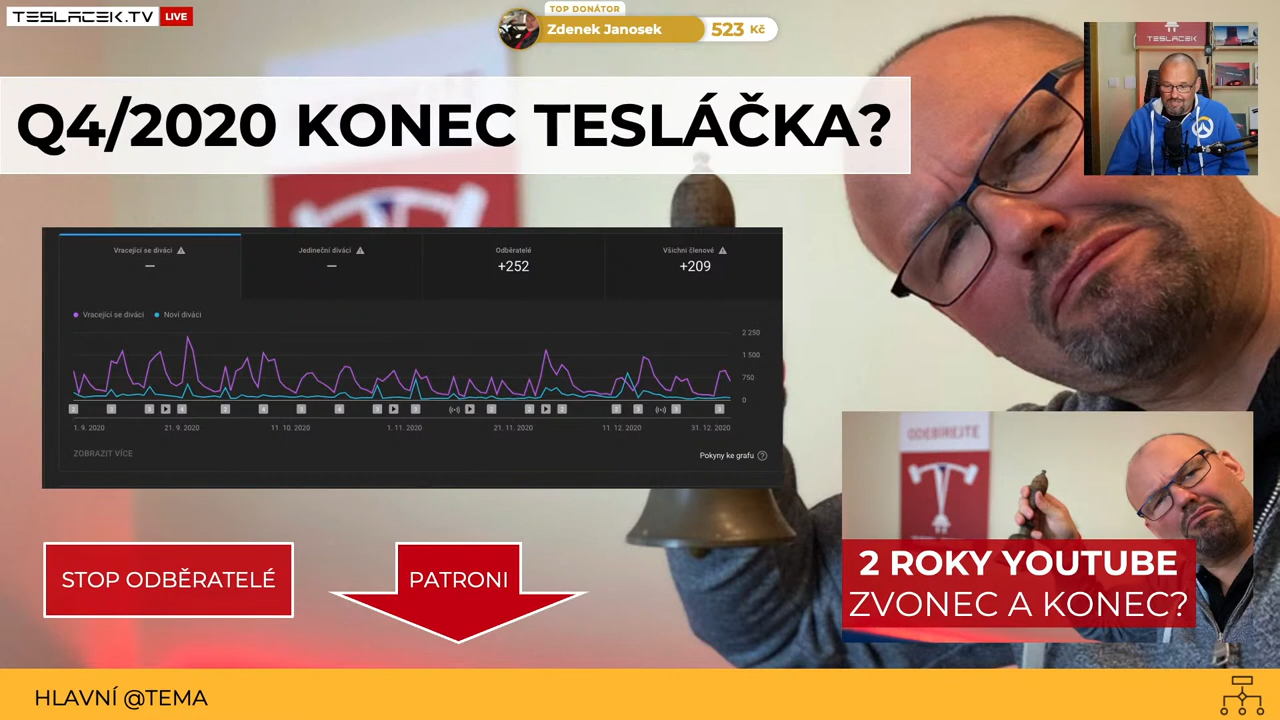 TESLACEK.TV LIVE
TOP DONÁTOR
Zdenek Janosek 523 Kč
TESLACEK
Q4/2020 KONEC TESLÁČKA?
Vracející se diváci
—
Jedineční diváci
—
Odběratelé
+252
Všichni členové
+209
Vracející se diváci Noví diváci
2 250
1 500
750
0
1. 9. 2020 21. 9. 2020 11. 10. 2020 1. 11. 2020 21. 11. 2020 11. 12. 2020 31. 12. 2020
ZOBRAZIT VÍCE
Pokyny ke grafu ?
ODEBÍREJTE
STOP ODBĚRATELÉ
PATRONI
2 ROKY YOUTUBE
ZVONEC A KONEC?
HLAVNÍ @TEMA